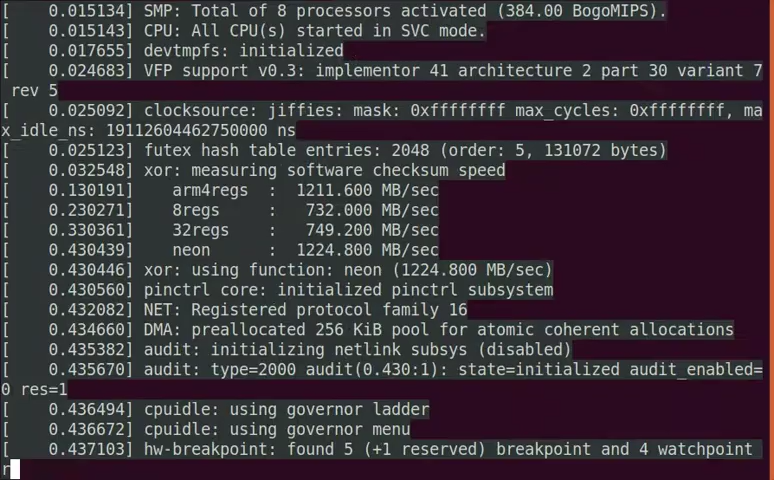 [    0.015134] SMP: Total of 8 processors activated (384.00 BogoMIPS).
[    0.015143] CPU: All CPU(s) started in SVC mode.
[    0.017655] devtmpfs: initialized
[    0.024683] VFP support v0.3: implementor 41 architecture 2 part 30 variant 7
 rev 5
[    0.025092] clocksource: jiffies: mask: 0xffffffff max_cycles: 0xffffffff, ma
x_idle_ns: 19112604462750000 ns
[    0.025123] futex hash table entries: 2048 (order: 5, 131072 bytes)
[    0.032548] xor: measuring software checksum speed
[    0.130191]    arm4regs  :  1211.600 MB/sec
[    0.230271]    8regs     :   732.000 MB/sec
[    0.330361]    32regs    :   749.200 MB/sec
[    0.430439]    neon      :  1224.800 MB/sec
[    0.430446] xor: using function: neon (1224.800 MB/sec)
[    0.430560] pinctrl core: initialized pinctrl subsystem
[    0.432082] NET: Registered protocol family 16
[    0.434660] DMA: preallocated 256 KiB pool for atomic coherent allocations
[    0.435382] audit: initializing netlink subsys (disabled)
[    0.435670] audit: type=2000 audit(0.430:1): state=initialized audit_enabled=
0 res=1
[    0.436494] cpuidle: using governor ladder
[    0.436672] cpuidle: using governor menu
[    0.437103] hw-breakpoint: found 5 (+1 reserved) breakpoint and 4 watchpoint
r